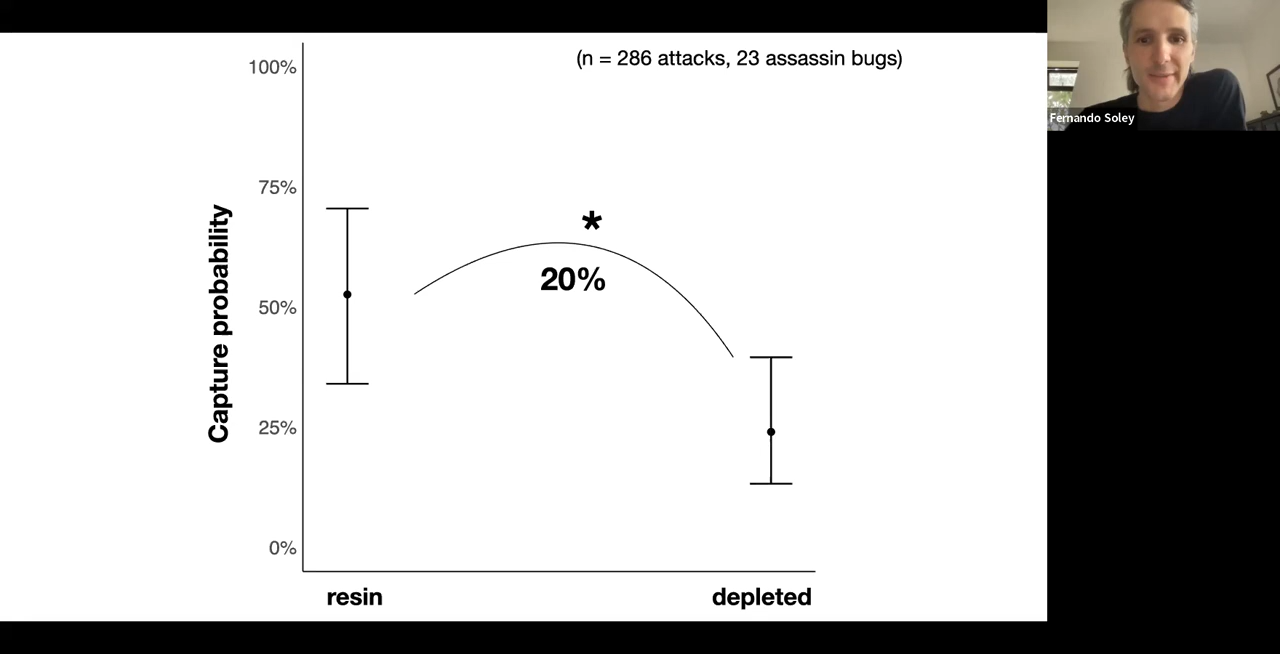 (n = 286 attacks, 23 assassin bugs)
100%
75%
50%
25%
0%
Capture probability
*
20%
resin
depleted
Fernando Soley